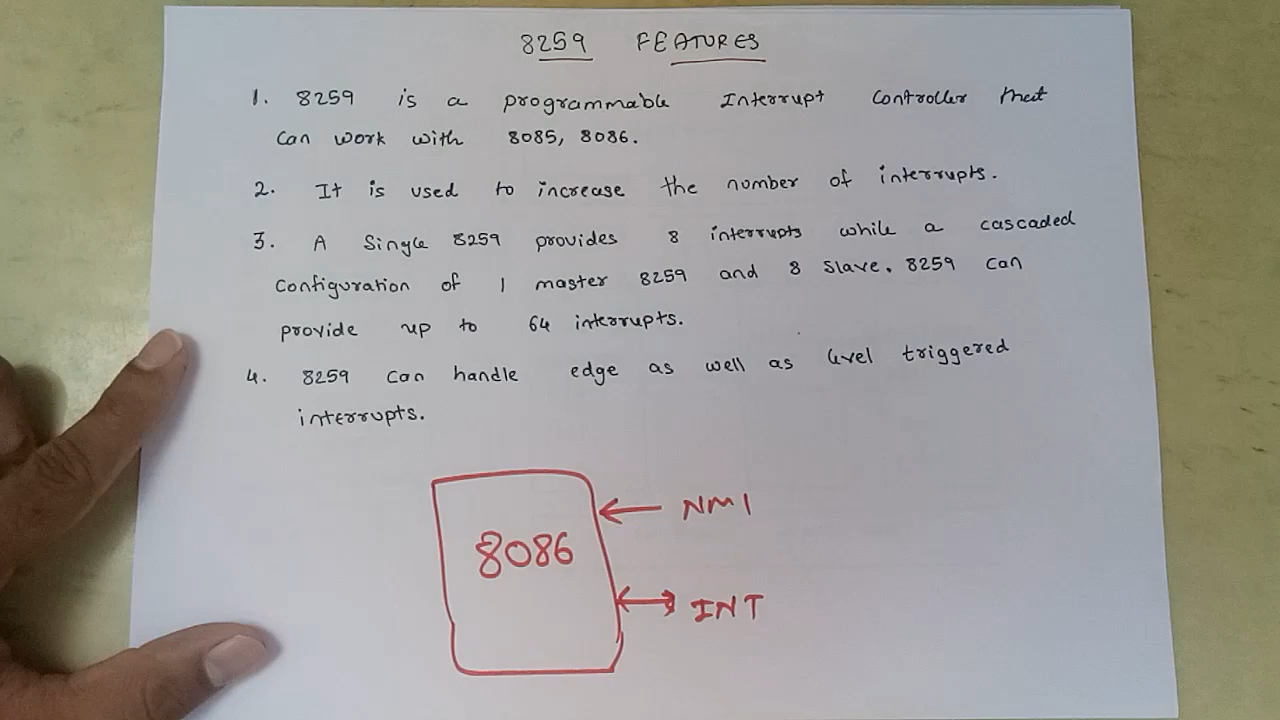 8259 FEATURES
1. 8259 is a programmable Interrupt Controller that
can work with 8085, 8086.
2. It is used to increase the number of interrupts.
3. A Single 8259 provides 8 interrupts while a cascaded
configuration of 1 master 8259 and 8 slave. 8259 can
provide up to 64 interrupts.
4. 8259 can handle edge as well as level triggered
interrupts.
NMI
8086
INT